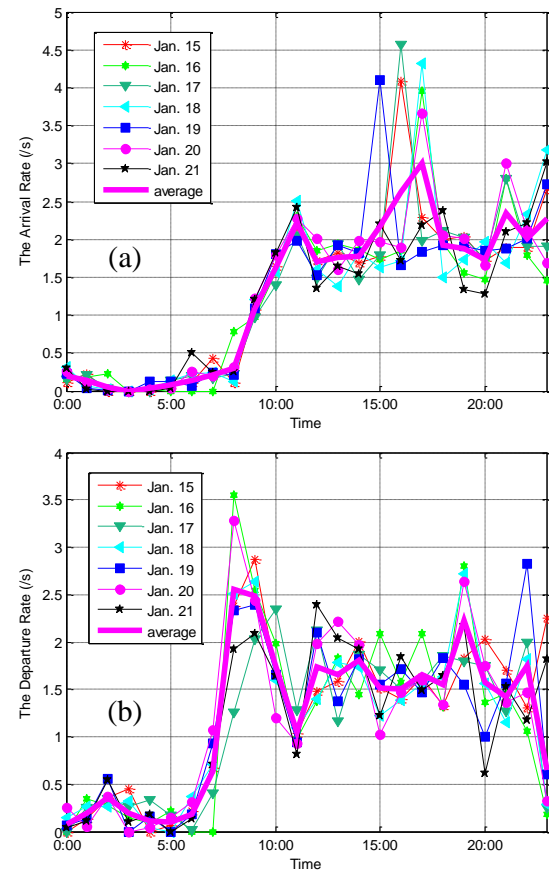 5
4.5
4
3.5
3
2.5
2
1.5
1
0.5
0
The Arrival Rate (/s)
Jan. 15
Jan. 16
Jan. 17
Jan. 18
Jan. 19
Jan. 20
Jan. 21
average
(a)
0:00 5:00 10:00 15:00 20:00
Time
4
3.5
3
2.5
2
1.5
1
0.5
0
The Departure Rate (/s)
Jan. 15
Jan. 16
Jan. 17
Jan. 18
Jan. 19
Jan. 20
Jan. 21
average
(b)
0:00 5:00 10:00 15:00 20:00
Time